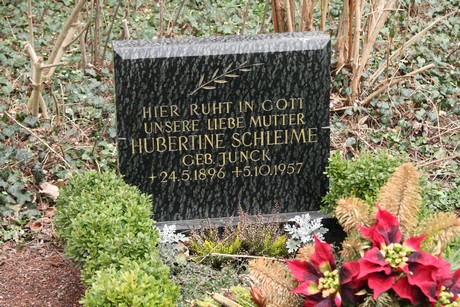 HIER RUHT IN GOTT
UNSERE LIEBE MUTTER
HUBERTINE SCHLEIME
GEB. JUNCK
✶24.5.1896 ✝5.10.1957